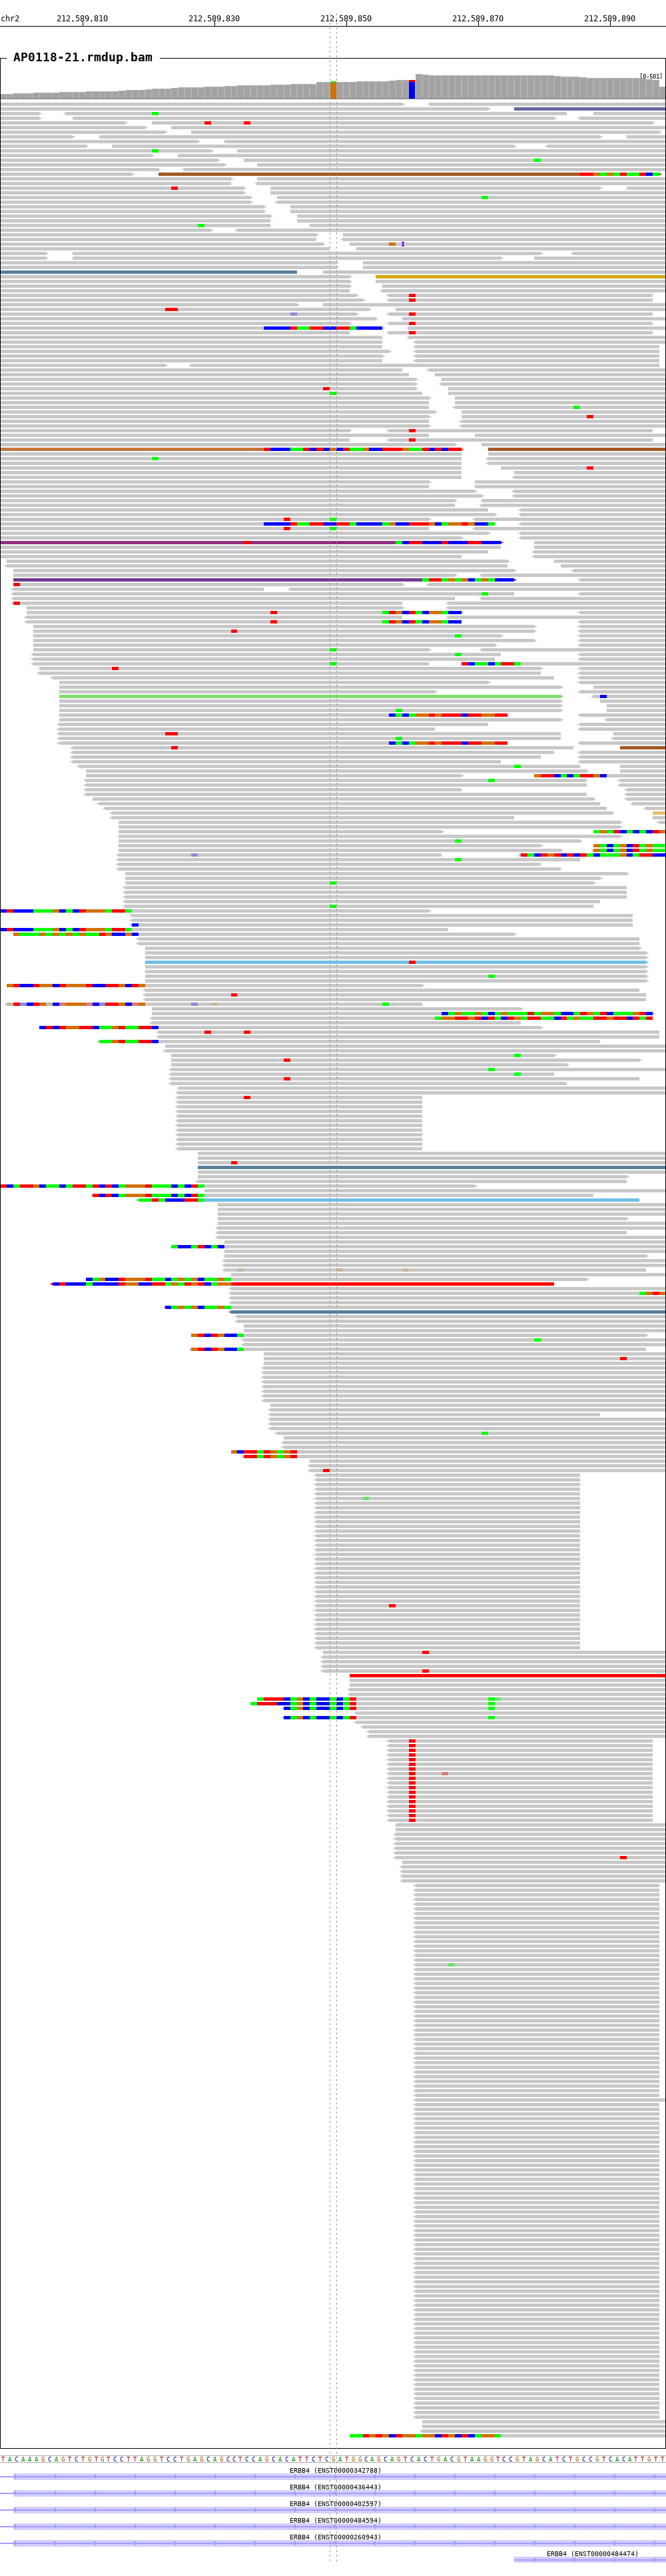 chr2 212,589,810 212,589,830 212,589,850 212,589,870 212,589,890
AP0118-21.rmdup.bam
[0-501]
TACAAAGCAGTCTGTGTCCTTAGGTCCTGAGCAGCCTCCAGCACATTCTCGATGGCAGCAGTCACTGACGTAAGGTCCGTAGCATCTGCCGTCACATTGTT
ERBB4 (ENST00000342788)
ERBB4 (ENST00000436443)
ERBB4 (ENST00000402597)
ERBB4 (ENST00000484594)
ERBB4 (ENST00000260943)
ERBB4 (ENST00000484474)